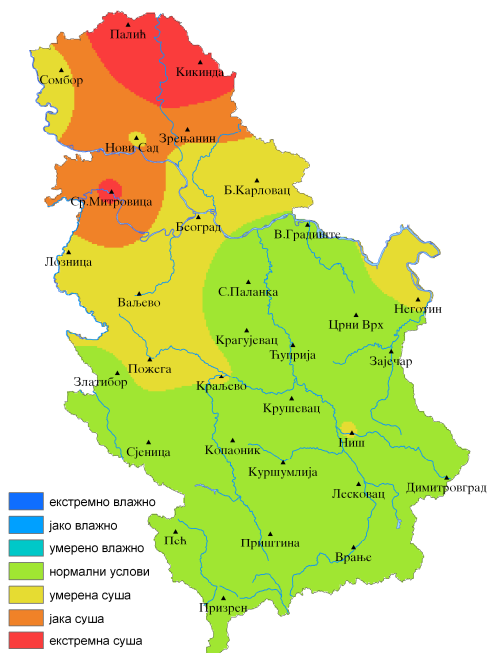 Палић
Кикинда
Сомбор
Зрењанин
Нови Сад
Б.Карловац
Ср.Митровица
Београд
В.Градиште
Лозница
С.Паланка
Ваљево
Неготин
Црни Врх
Крагујевац
Ћуприја
Зајечар
Пожега
Златибор
Краљево
Крушевац
Ниш
Сјеница
Копаоник
Куршумлија
Лесковац
Димитровград
Пећ
Приштина
Врање
Призрен
екстремно влажно
јако влажно
умерено влажно
нормални услови
умерена суша
јака суша
екстремна суша